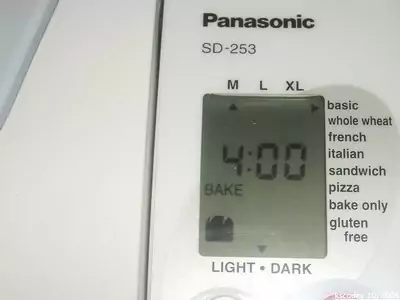 Panasonic
SD-253
M L XL
basic
whole wheat
french
4:00
italian
sandwich
BAKE
pizza
bake only
gluten
free
LIGHT • DARK